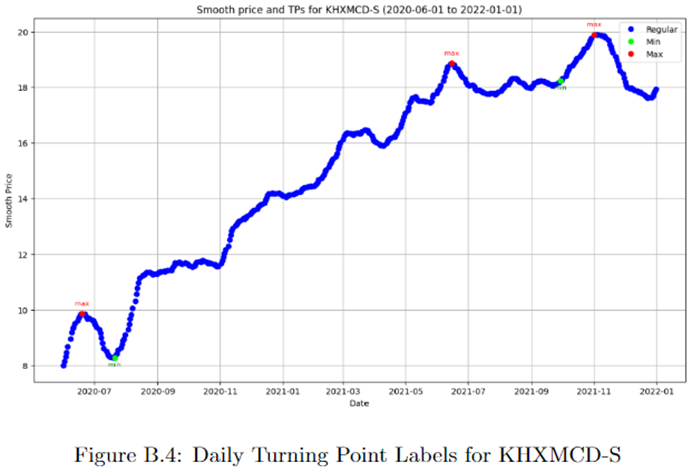 Smooth price and TPs for KHXMCD-S (2020-06-01 to 2022-01-01)
20
18
16
14
12
10
8
Smooth Price
max
min
max
min
max
Regular
Min
Max
2020-07
2020-09
2020-11
2021-01
2021-03
2021-05
2021-07
2021-09
2021-11
2022-01
Date
Figure B.4: Daily Turning Point Labels for KHXMCD-S